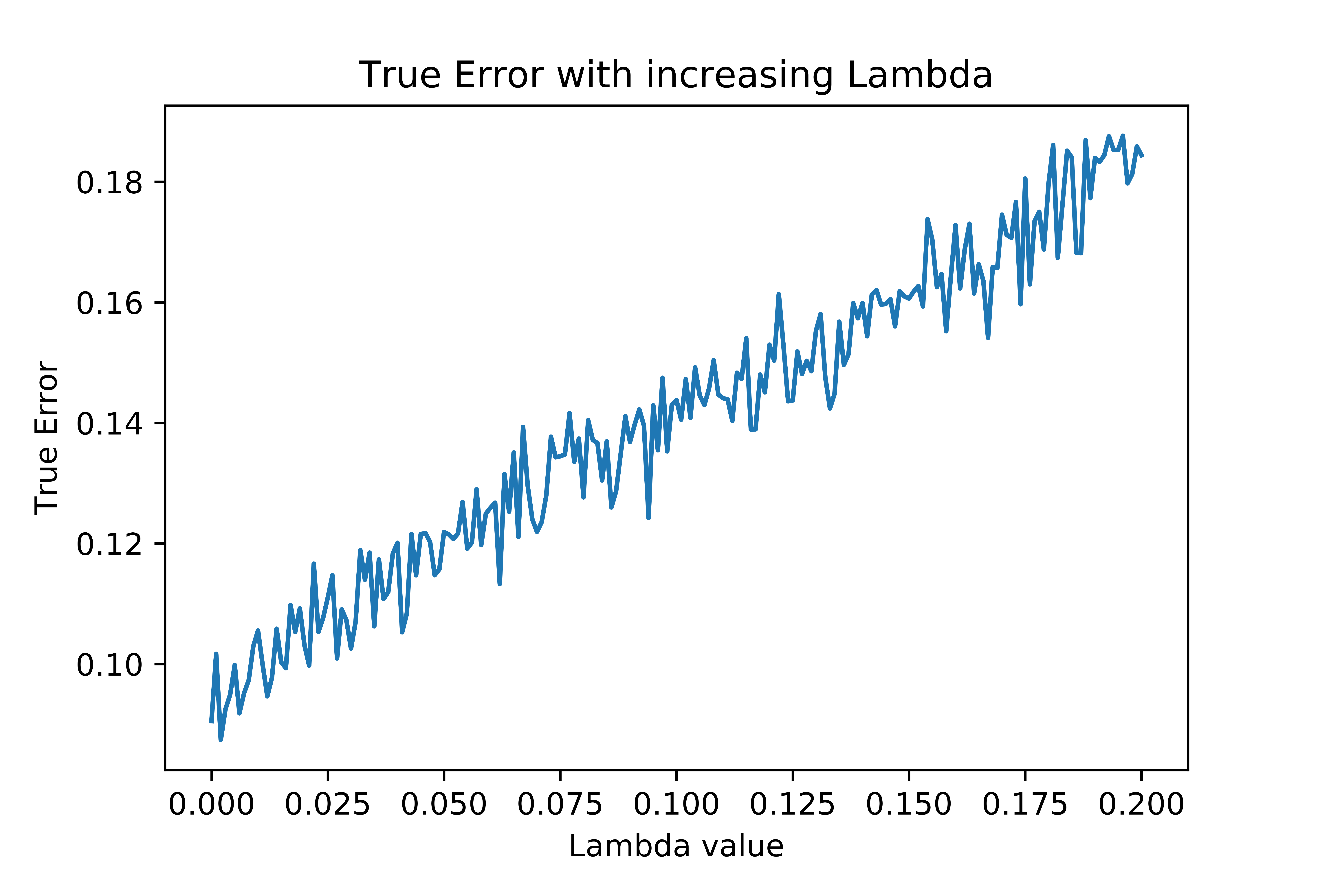 True Error with increasing Lambda
True Error
0.18
0.16
0.14
0.12
0.10
0.000 0.025 0.050 0.075 0.100 0.125 0.150 0.175 0.200
Lambda value